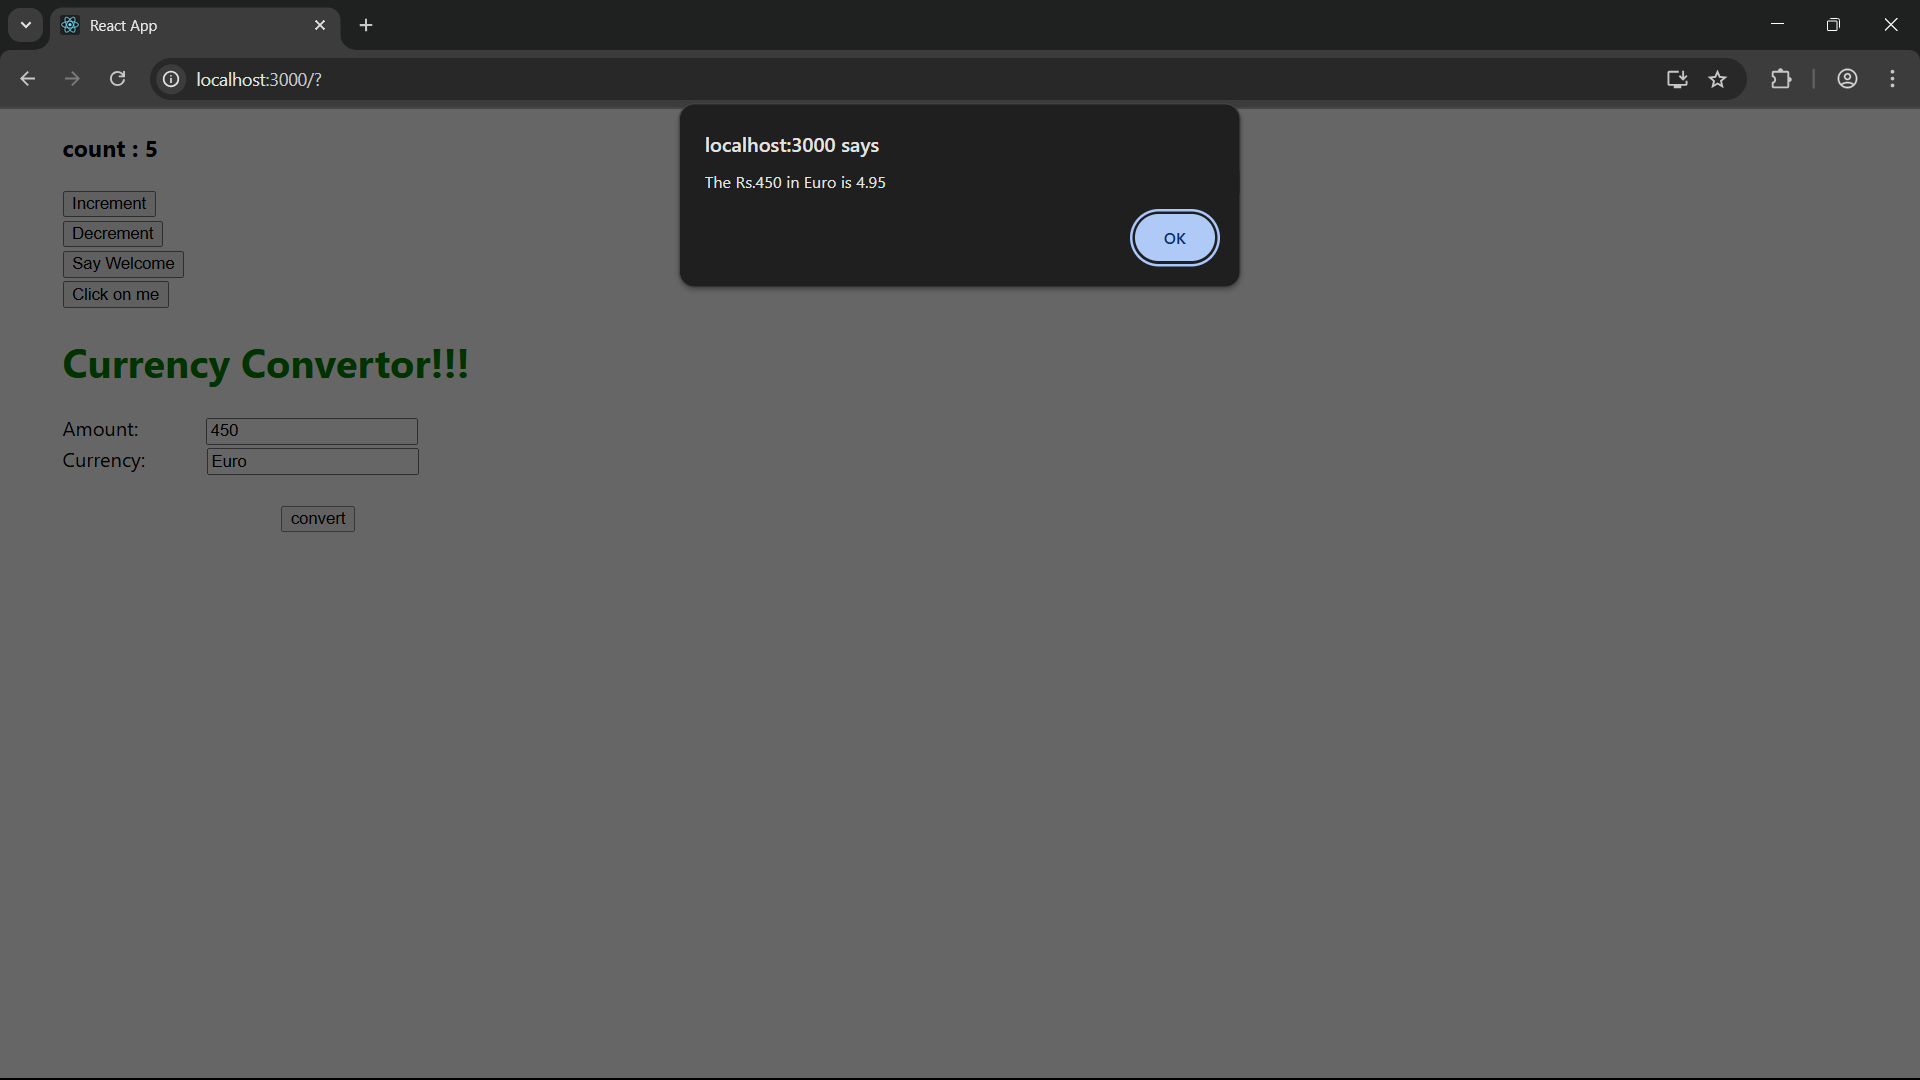 React App
localhost:3000/?
localhost:3000 says
The Rs.450 in Euro is 4.95
OK
count : 5
Increment
Decrement
Say Welcome
Click on me
Currency Convertor!!!
Amount: 450
Currency: Euro
convert